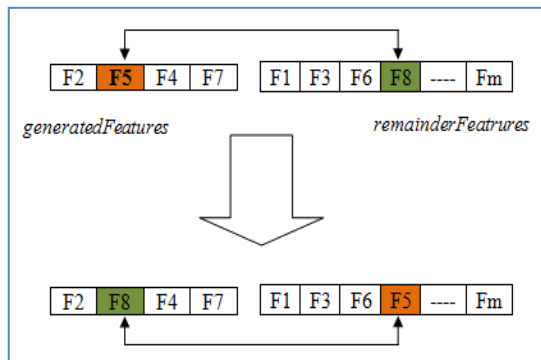 F2 F5 F4 F7 F1 F3 F6 F8 ---- Fm
generatedFeatures remainderFeatrures
F2 F8 F4 F7 F1 F3 F6 F5 ---- Fm